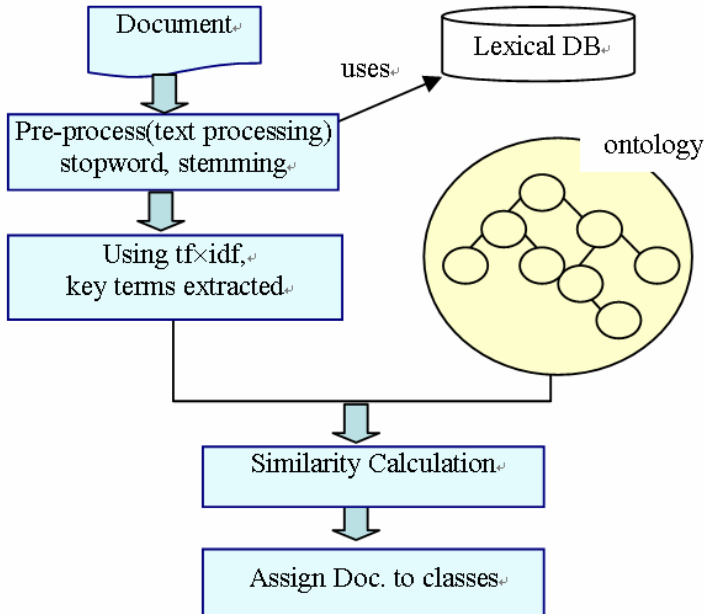 Document
Lexical DB
uses
Pre-process(text processing)
stopword, stemming
ontology
Using tf×idf,
key terms extracted
Similarity Calculation
Assign Doc. to classes